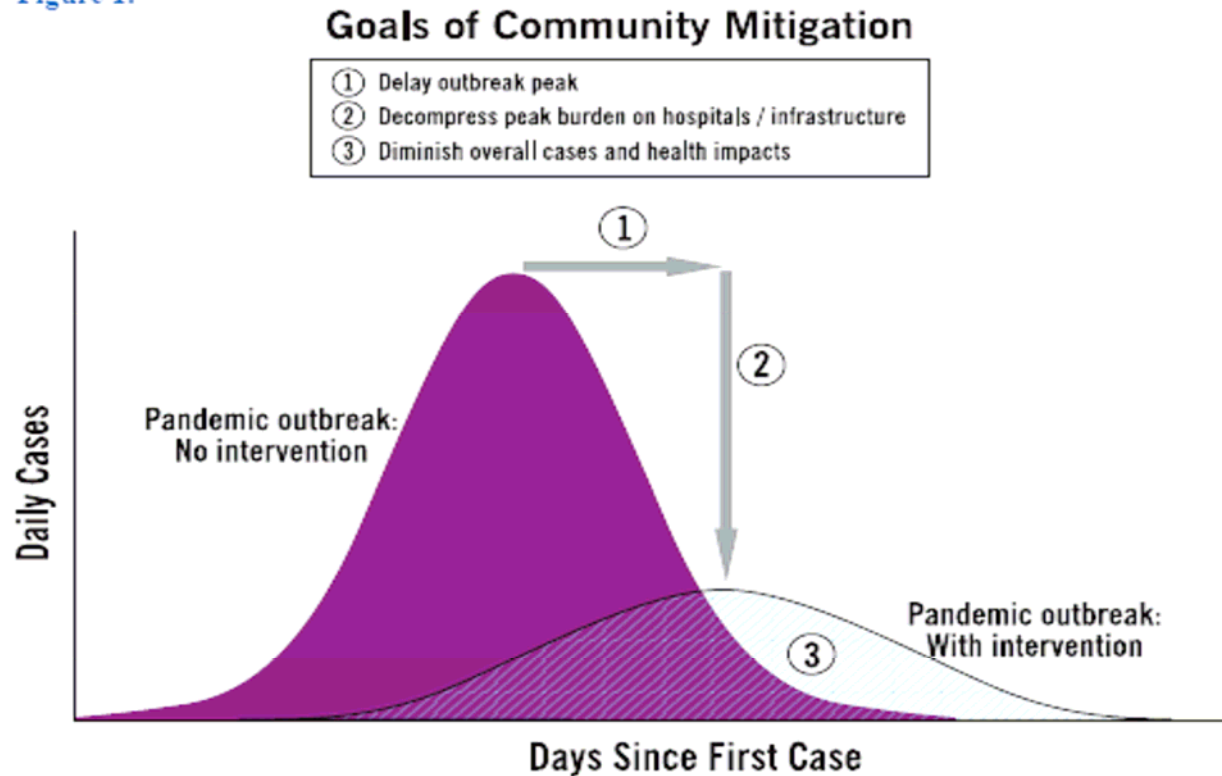 Figure 1.
Goals of Community Mitigation
① Delay outbreak peak
② Decompress peak burden on hospitals / infrastructure
③ Diminish overall cases and health impacts
①
②
Pandemic outbreak:
No intervention
Daily Cases
Pandemic outbreak:
With intervention
③
Days Since First Case